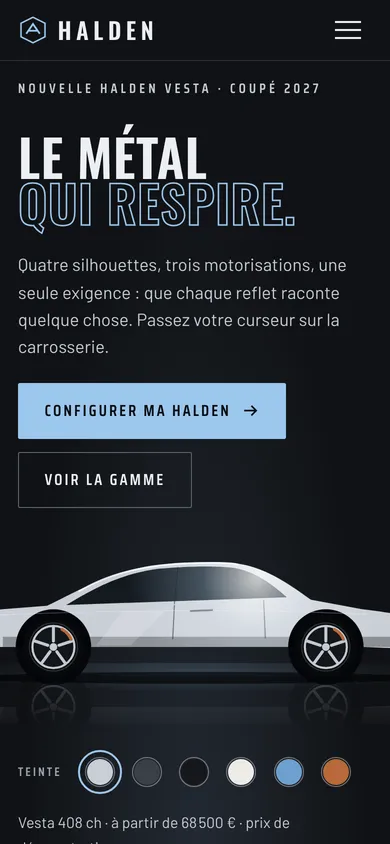 HALDEN
NOUVELLE HALDEN VESTA · COUPÉ 2027
LE MÉTAL
QUI RESPIRE.
Quatre silhouettes, trois motorisations, une
seule exigence : que chaque reflet raconte
quelque chose. Passez votre curseur sur la
carrosserie.
CONFIGURER MA HALDEN →
VOIR LA GAMME
TEINTE
Vesta 408 ch · à partir de 68 500 € · prix de